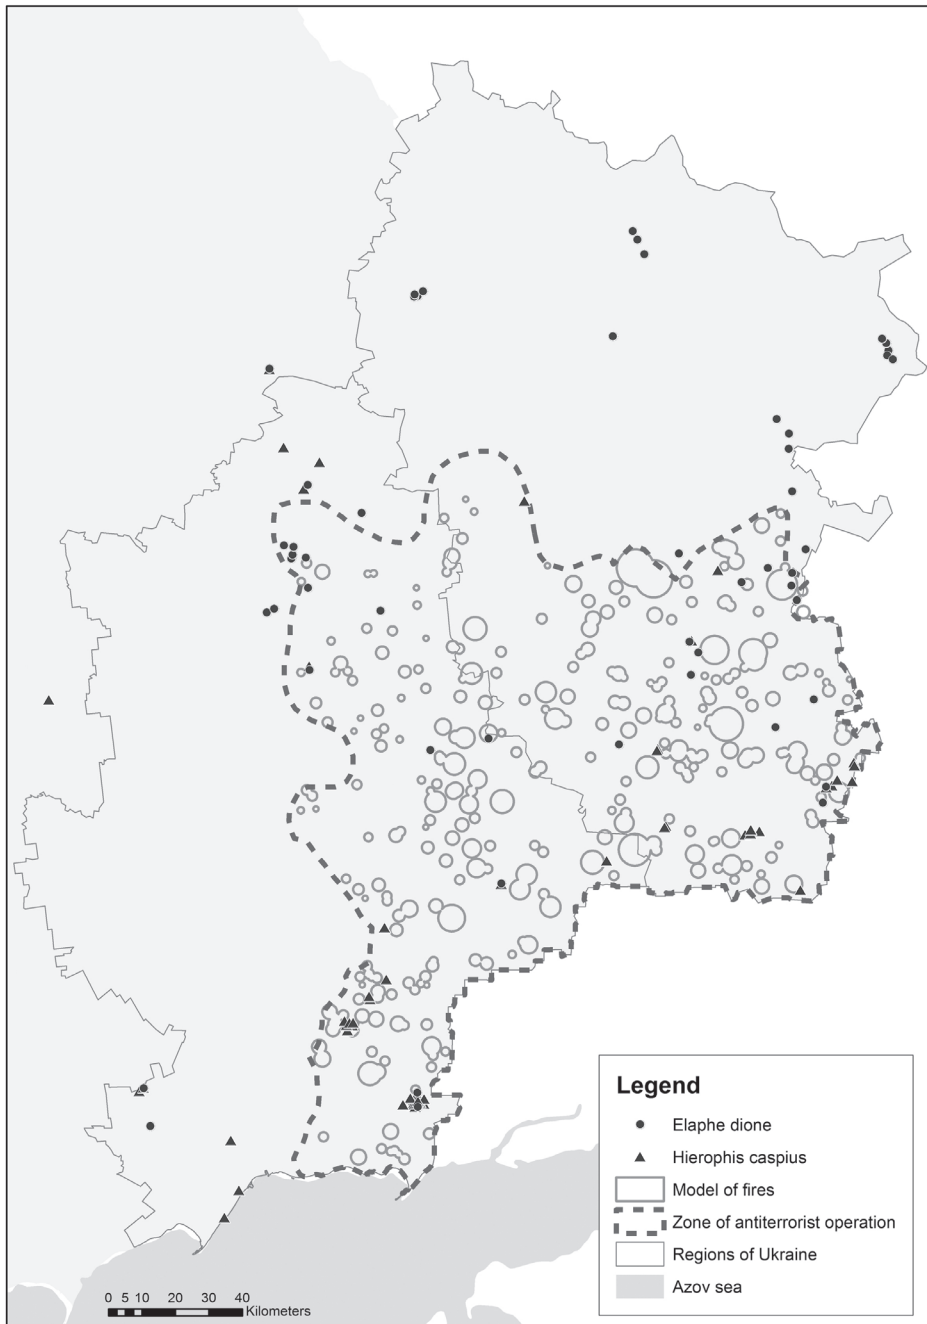 Legend
Elaphe dione
Hierophis caspius
Model of fires
Zone of antiterrorist operation
Regions of Ukraine
Azov sea
0 5 10 20 30 40
Kilometers